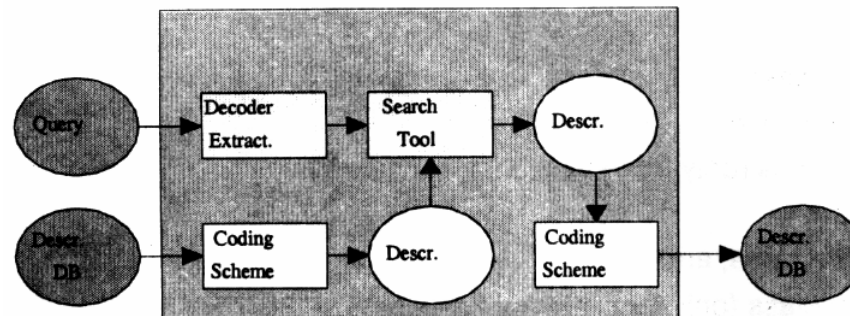 Query
Decoder
Extract.
Search
Tool
Descr.
Descr.
DB
Coding
Scheme
Descr.
Coding
Scheme
Descr.
DB